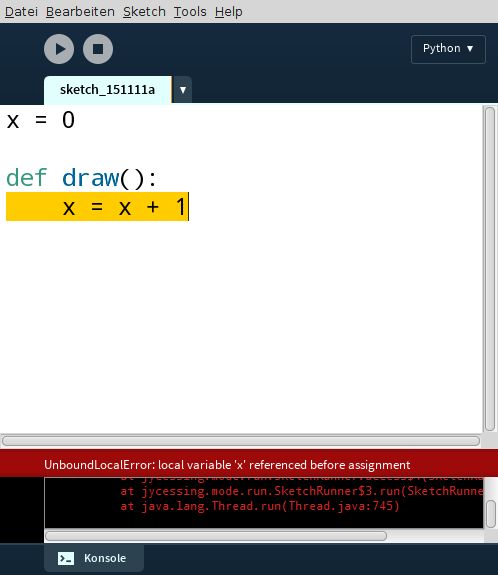 Datei Bearbeiten Sketch Tools Help
Python ▾
sketch_151111a ▾
x = 0
def draw():
    x = x + 1
UnboundLocalError: local variable 'x' referenced before assignment
at jycessing.mode.run.SketchRunner$3.run(SketchRunne
at java.lang.Thread.run(Thread.java:745)
Konsole